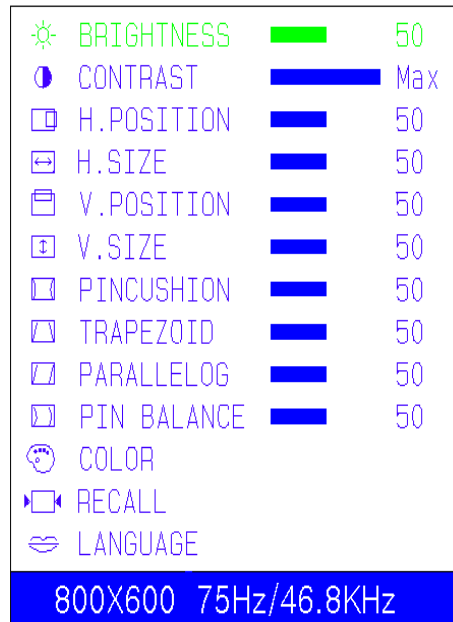 BRIGHTNESS 50
CONTRAST Max
H.POSITION 50
H.SIZE 50
V.POSITION 50
V.SIZE 50
PINCUSHION 50
TRAPEZOID 50
PARALLELOG 50
PIN BALANCE 50
COLOR
RECALL
LANGUAGE
800X600 75Hz/46.8KHz